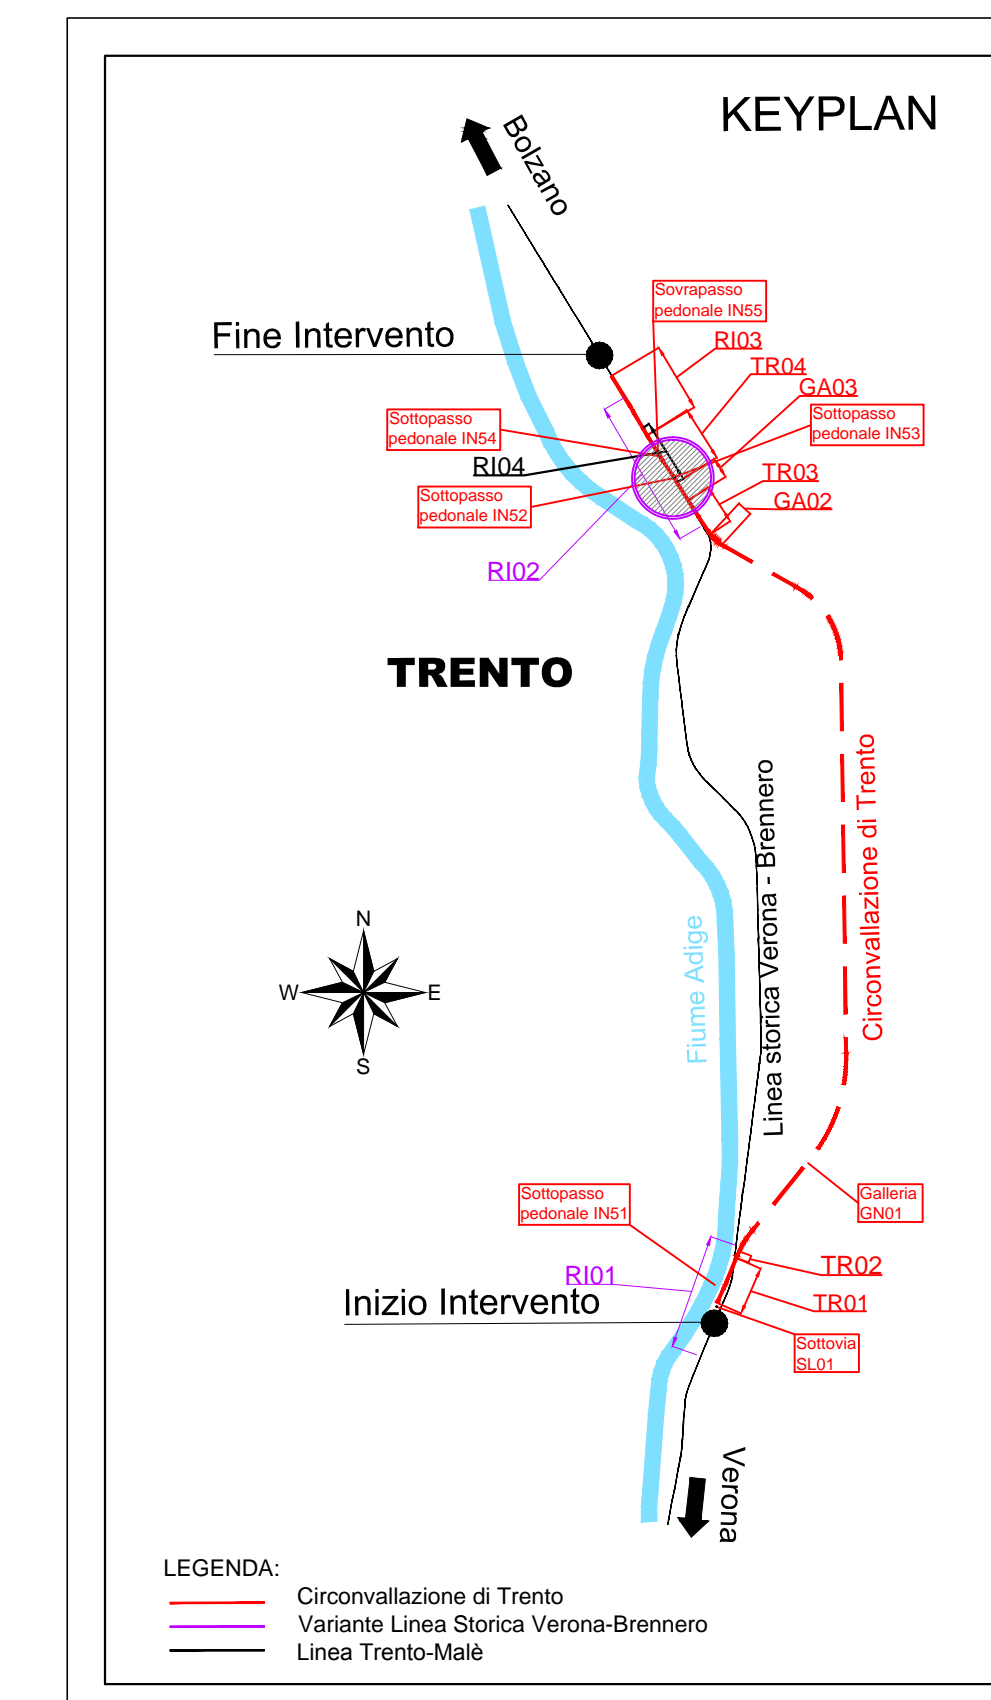 KEYPLAN
Bolzano
Sovrapasso
pedonale IN55
Fine Intervento
RI03
TR04
GA03
Sottopasso
pedonale IN54
Sottopasso
pedonale IN53
RI04
TR03
Sottopasso
pedonale IN52
GA02
RI02
TRENTO
Circonvallazione di Trento
Linea storica Verona - Brennero
Fiume Adige
N
W
E
S
Sottopasso
pedonale IN51
Galleria
GN01
TR02
RI01
TR01
Inizio Intervento
Sottovia
SL01
Verona
LEGENDA:
Circonvallazione di Trento
Variante Linea Storica Verona-Brennero
Linea Trento-Malè